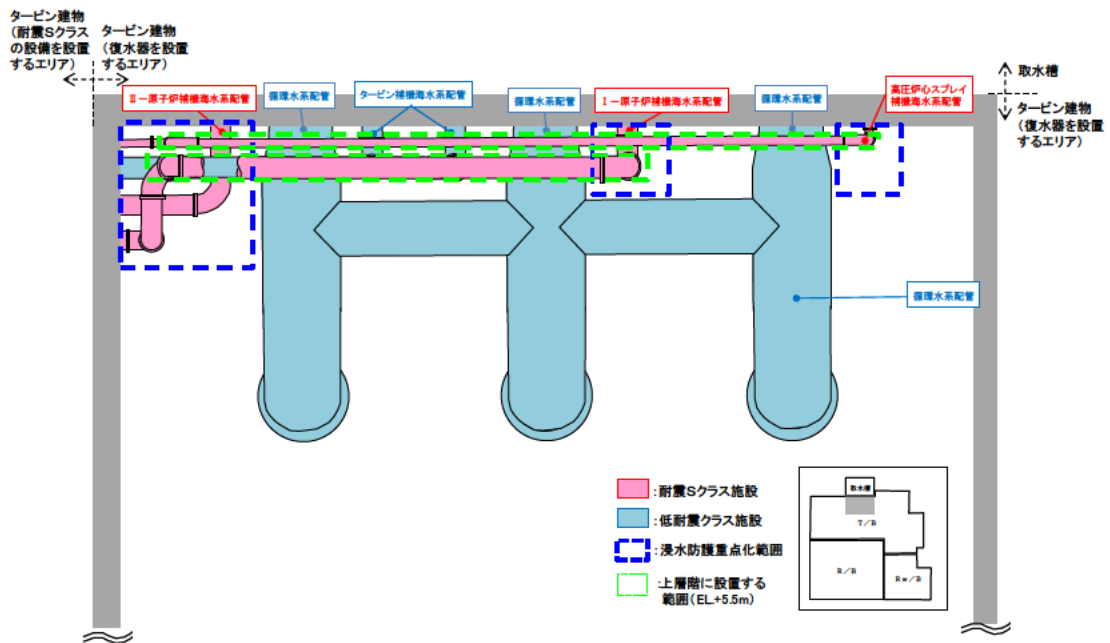 タービン建物
(耐震Sクラス
の設備を設置
するエリア)
タービン建物
(復水器を設置
するエリア)
Ⅱ－原子炉補機海水系配管
循環水系配管
タービン補機海水系配管
循環水系配管
Ⅰ－原子炉補機海水系配管
循環水系配管
高圧炉心スプレイ
補機海水系配管
取水槽
タービン建物
(復水器を設置
するエリア)
循環水系配管
:耐震Sクラス施設
:低耐震クラス施設
:浸水防護重点化範囲
:上層階に設置する
範囲(EL.+5.5m)
取水槽
T／B
R／B
Rw／B